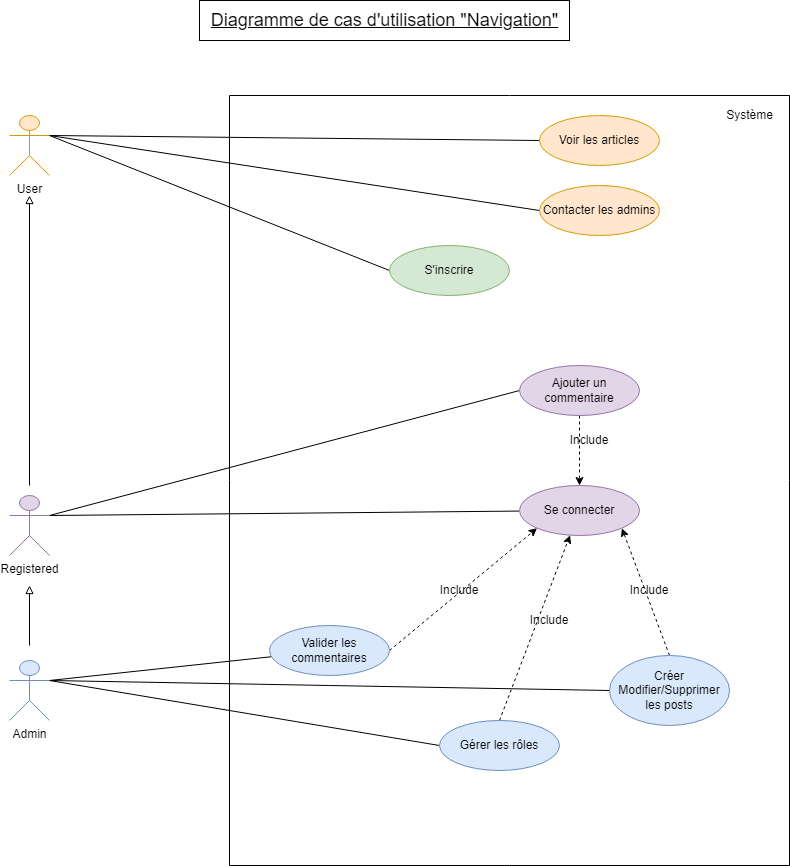 Diagramme de cas d'utilisation "Navigation"
Système
Voir les articles
User
Contacter les admins
S'inscrire
Ajouter un
commentaire
Include
Se connecter
Registered
Include
Include
Include
Valider les
commentaires
Créer
Modifier/Supprimer
les posts
Admin
Gérer les rôles